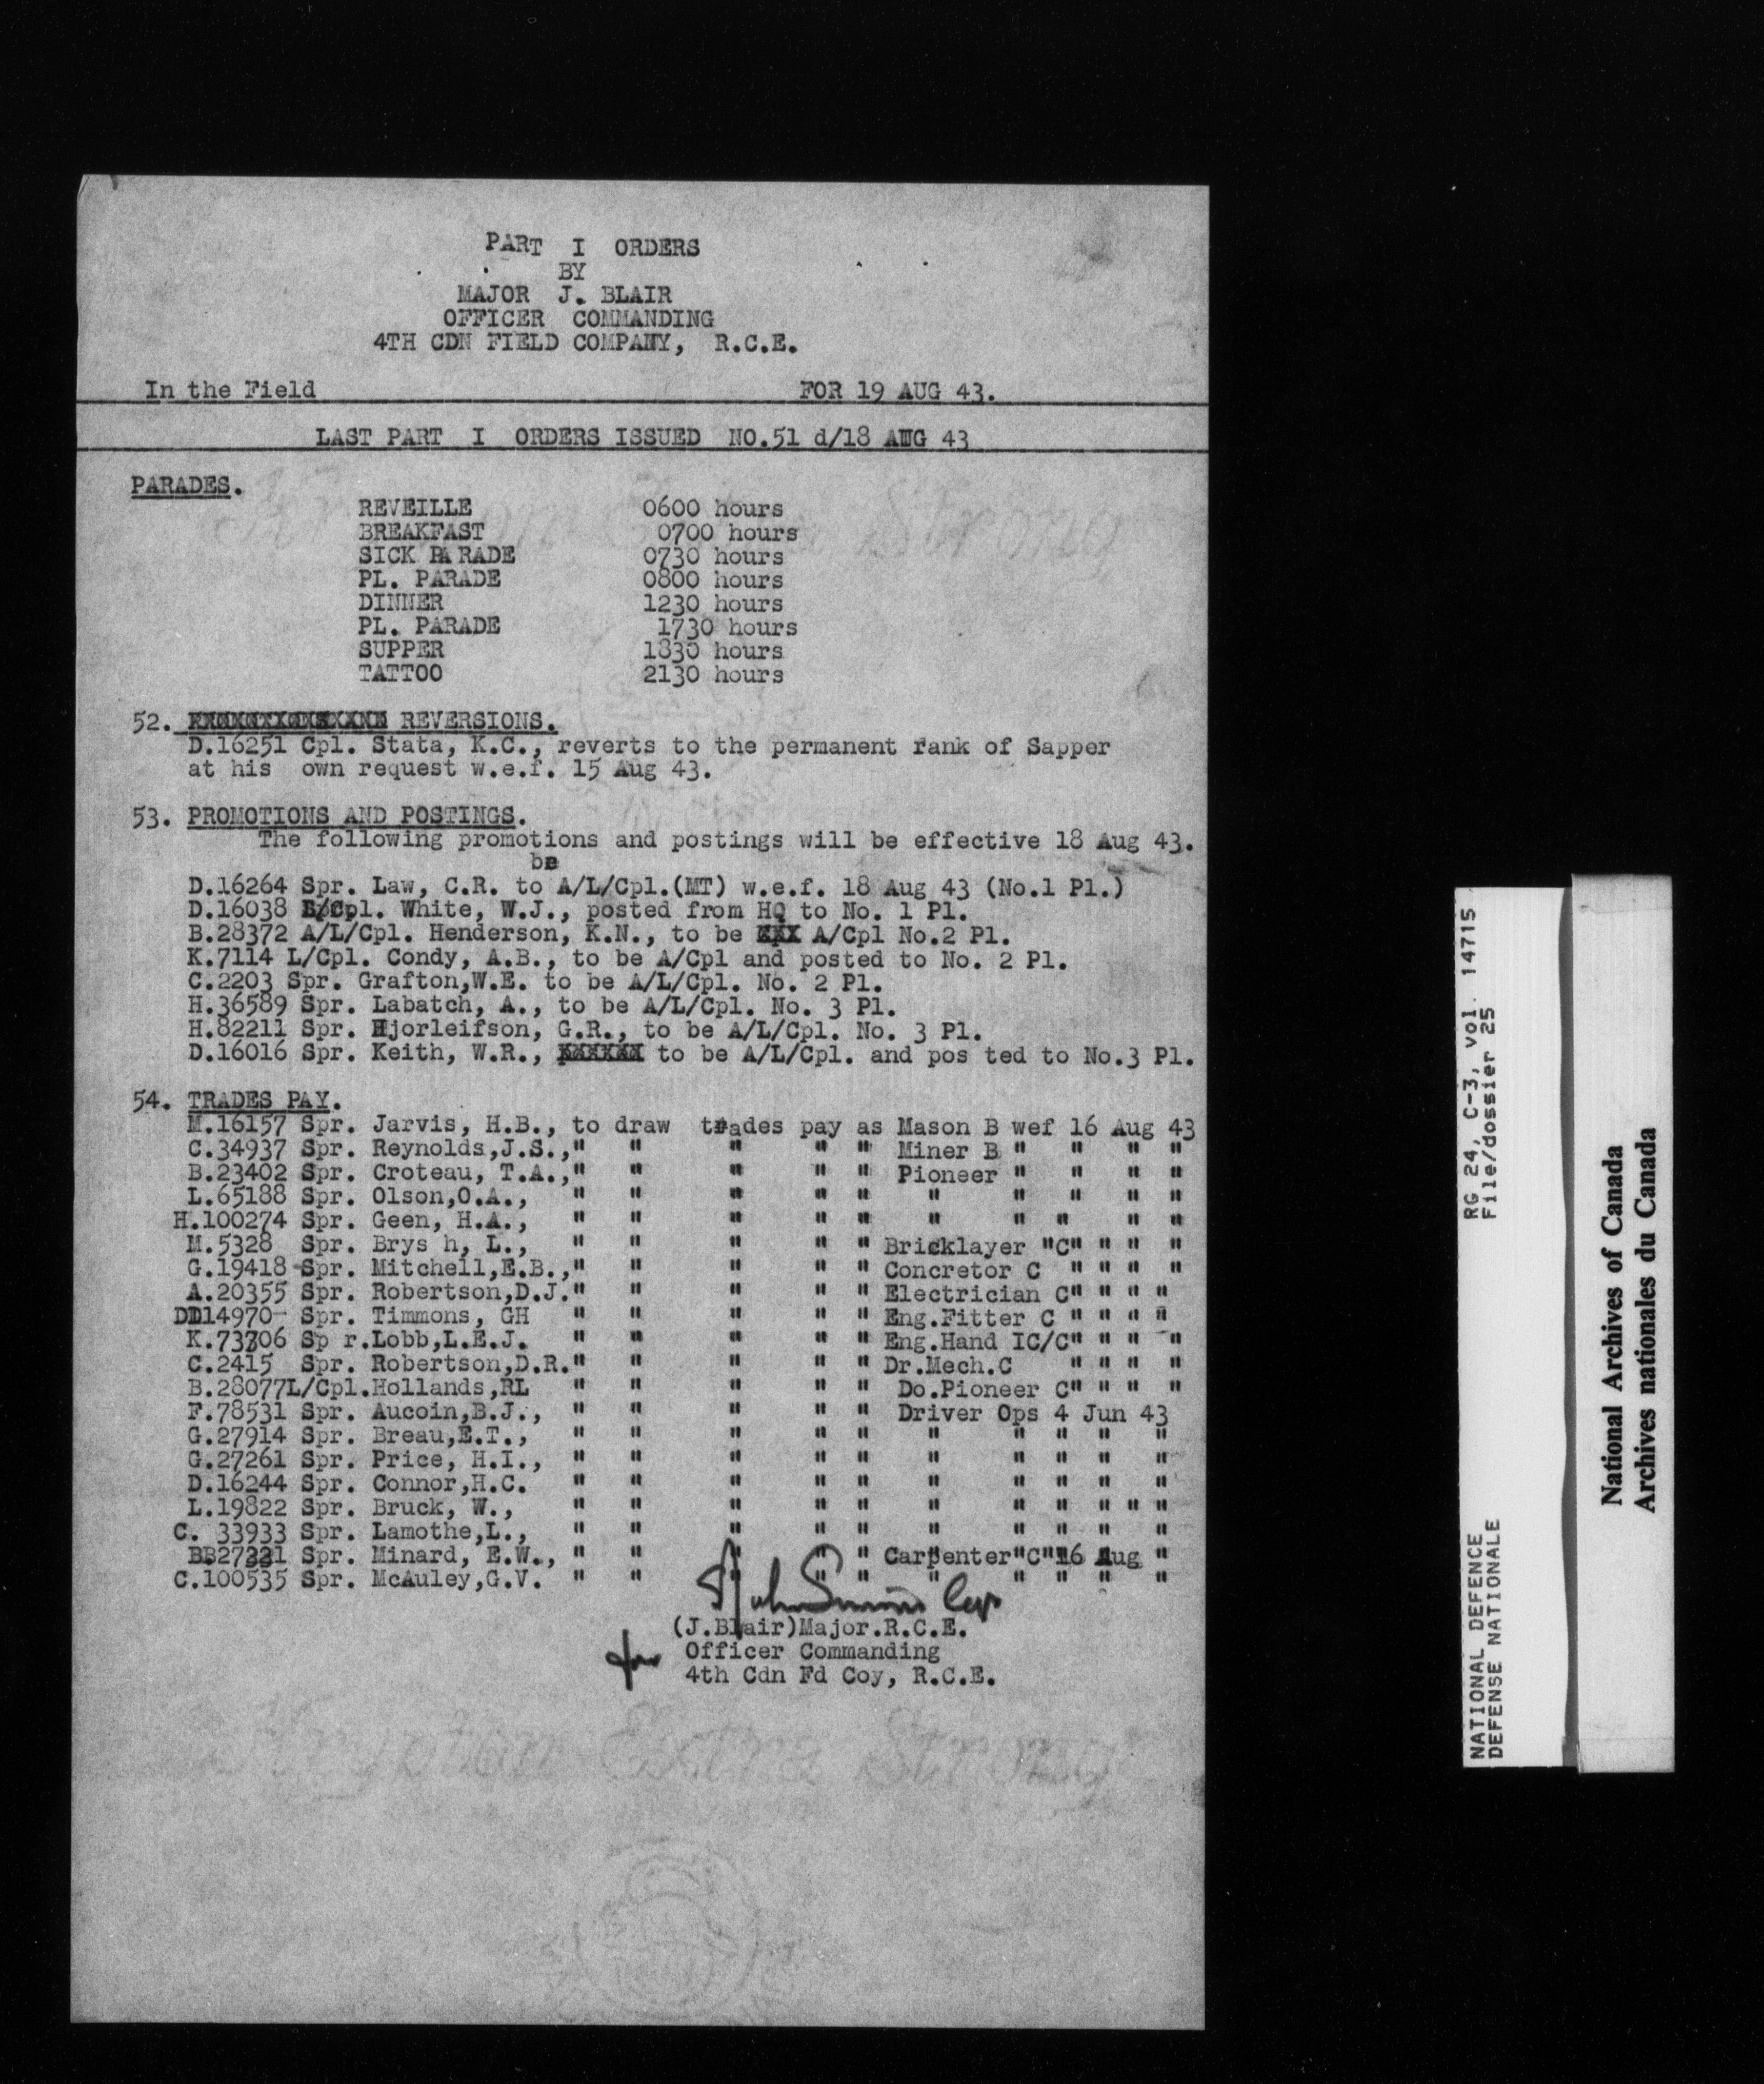 PART I ORDERS
BY
MAJOR J. BLAIR
OFFICER COMMANDING
4TH CDN FIELD COMPANY, R.C.E.
In the Field FOR 19 AUG 43.
LAST PART I ORDERS ISSUED NO.51 d/18 AUG 43
PARADES.
REVEILLE 0600 hours
BREAKFAST 0700 hours
SICK PARADE 0730 hours
PL. PARADE 0800 hours
DINNER 1230 hours
PL. PARADE 1730 hours
SUPPER 1830 hours
TATTOO 2130 hours
52. REVERSIONS.
D.16251 Cpl. Stata, K.C., reverts to the permanent rank of Sapper
at his own request w.e.f. 15 Aug 43.
53. PROMOTIONS AND POSTINGS.
The following promotions and postings will be effective 18 Aug 43.
be
D.16264 Spr. Law, C.R. to A/L/Cpl.(MT) w.e.f. 18 Aug 43 (No.1 Pl.)
D.16038 Cpl. White, W.J., posted from HQ to No. 1 Pl.
B.28372 A/L/Cpl. Henderson, K.N., to be XXX A/Cpl No.2 Pl.
K.7114 L/Cpl. Condy, A.B., to be A/Cpl and posted to No. 2 Pl.
C.2203 Spr. Grafton,W.E. to be A/L/Cpl. No. 2 Pl.
H.36589 Spr. Labatch, A., to be A/L/Cpl. No. 3 Pl.
H.82211 Spr. Hjorleifson, G.R., to be A/L/Cpl. No. 3 Pl.
D.16016 Spr. Keith, W.R., XXXXXX to be A/L/Cpl. and pos ted to No.3 Pl.
54. TRADES PAY.
M.16157 Spr. Jarvis, H.B., to draw trades pay as Mason B wef 16 Aug 43
C.34937 Spr. Reynolds,J.S.," " " " " Miner B " " " "
B.23402 Spr. Croteau, T.A.," " " " " Pioneer " " " "
L.65188 Spr. Olson,O.A., " " " " " " " " " "
H.100274 Spr. Geen, H.A., " " " " " " " " " "
M.5328 Spr. Brys h, L., " " " " " Bricklayer "C" " " "
G.19418 Spr. Mitchell,E.B.," " " " " Concretor C " " " "
A.20355 Spr. Robertson,D.J." " " " " Electrician C" " " "
DD14970 Spr. Timmons, GH " " " " " Eng.Fitter C " " " "
K.73706 Sp r.Lobb,L.E.J. " " " " " Eng.Hand IC/C" " " "
C.2415 Spr. Robertson,D.R." " " " " Dr.Mech.C " " " "
B.28077L/Cpl.Hollands,RL " " " " " Do.Pioneer C" " " "
F.78531 Spr. Aucoin,B.J., " " " " " Driver Ops 4 Jun 43
G.27914 Spr. Breau,E.T., " " " " " " " " " "
G.27261 Spr. Price, H.I., " " " " " " " " " "
D.16244 Spr. Connor,H.C. " " " " " " " " " "
L.19822 Spr. Bruck, W., " " " " " " " " " " "
C. 33933 Spr. Lamothe,L., " " " " " " " " " "
Spr. Minard, E.W., " " " " " Carpenter"C"16 Aug "
C.100535 Spr. McAuley,G.V. " " " " " " " " " "
(J.Blair)Major.R.C.E.
for Officer Commanding
4th Cdn Fd Coy, R.C.E.
Krypton Extra Strong
RG 24, C-3, vol. 14715
File/dossier 25
NATIONAL DEFENCE
DEFENSE NATIONALE
National Archives of Canada
Archives nationales du Canada